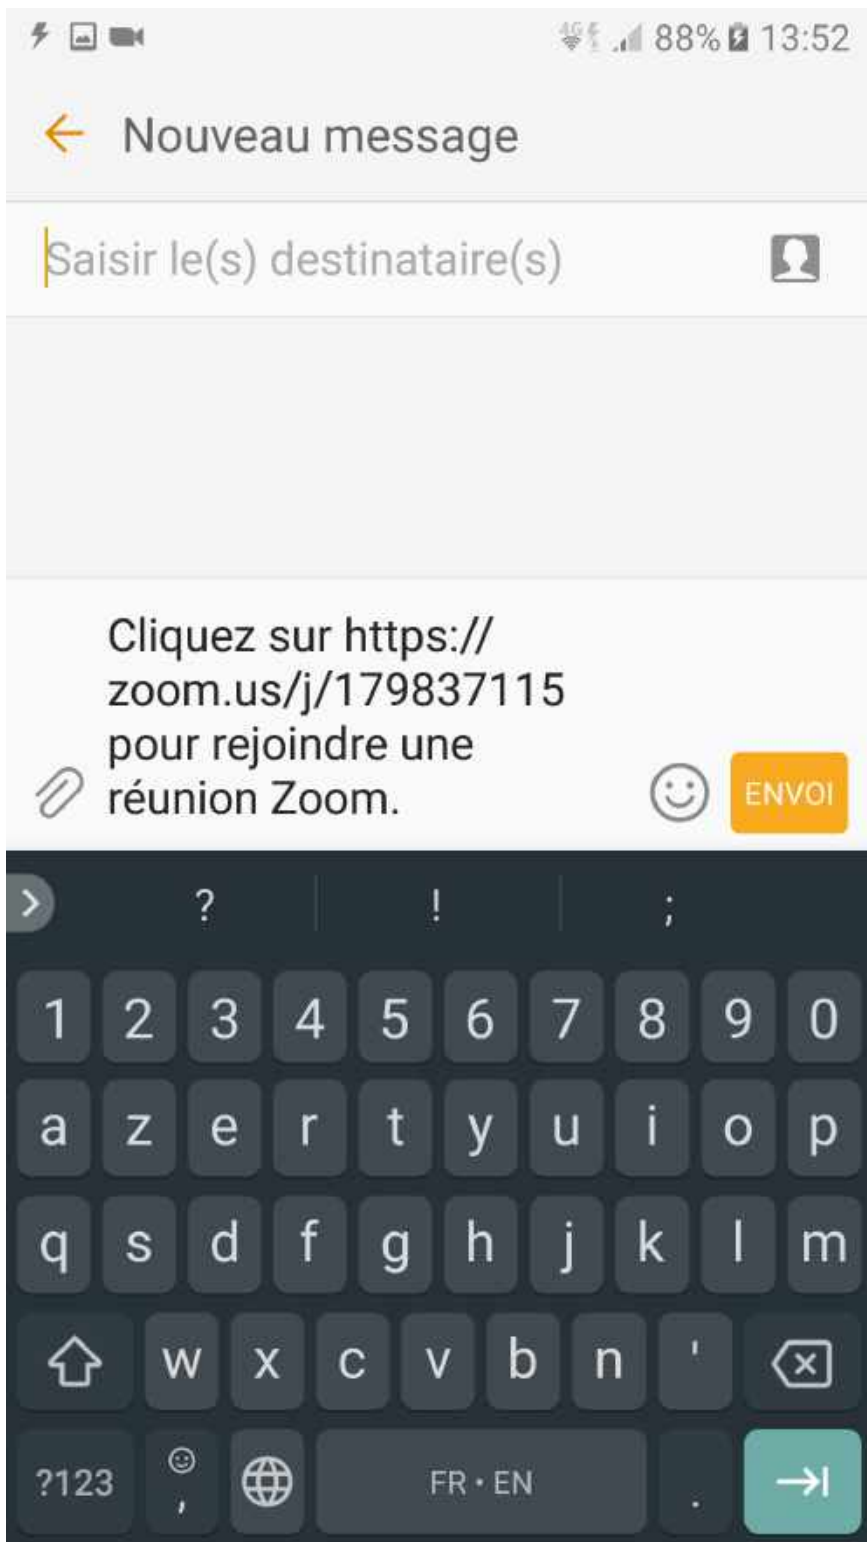 4G 88% 13:52
Nouveau message
Saisir le(s) destinataire(s)
Cliquez sur https://
zoom.us/j/179837115
pour rejoindre une
réunion Zoom.
ENVOI
? ! ;
1 2 3 4 5 6 7 8 9 0
a z e r t y u i o p
q s d f g h j k l m
w x c v b n '
?123 , FR • EN .